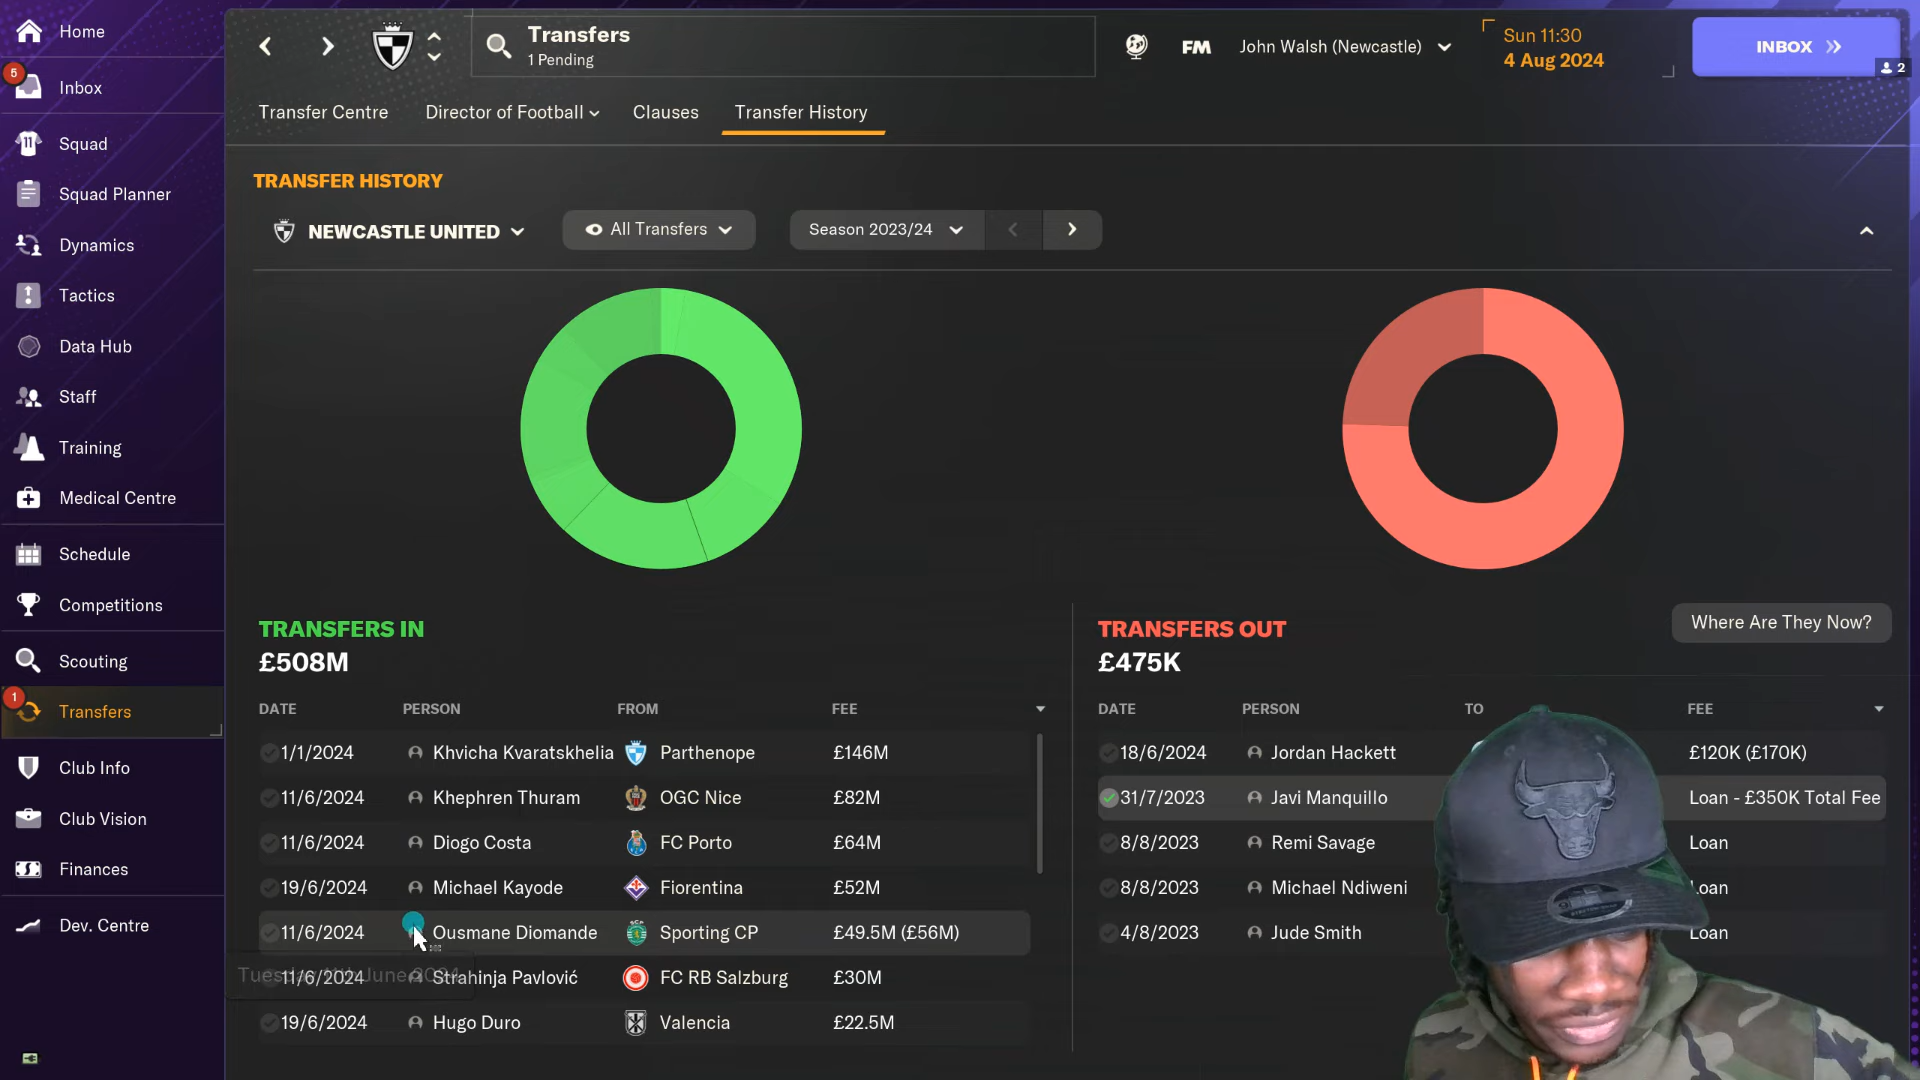 Home
5
Inbox
Squad
Squad Planner
Dynamics
Tactics
Data Hub
Staff
Training
Medical Centre
Schedule
Competitions
Scouting
1
Transfers
Club Info
Club Vision
Finances
Dev. Centre
Transfers
1 Pending
FM
John Walsh (Newcastle)
Sun 11:30
4 Aug 2024
INBOX
2
Transfer Centre Director of Football Clauses Transfer History
TRANSFER HISTORY
NEWCASTLE UNITED All Transfers Season 2023/24
TRANSFERS IN
£508M
DATE PERSON FROM FEE
1/1/2024 Khvicha Kvaratskhelia Parthenope £146M
11/6/2024 Khephren Thuram OGC Nice £82M
11/6/2024 Diogo Costa FC Porto £64M
19/6/2024 Michael Kayode Fiorentina £52M
11/6/2024 Ousmane Diomande Sporting CP £49.5M (£56M)
11/6/2024 Strahinja Pavlović FC RB Salzburg £30M
19/6/2024 Hugo Duro Valencia £22.5M
TRANSFERS OUT
£475K
Where Are They Now?
DATE PERSON TO FEE
18/6/2024 Jordan Hackett £120K (£170K)
31/7/2023 Javi Manquillo Loan - £350K Total Fee
8/8/2023 Remi Savage Loan
8/8/2023 Michael Ndiweni Loan
4/8/2023 Jude Smith Loan